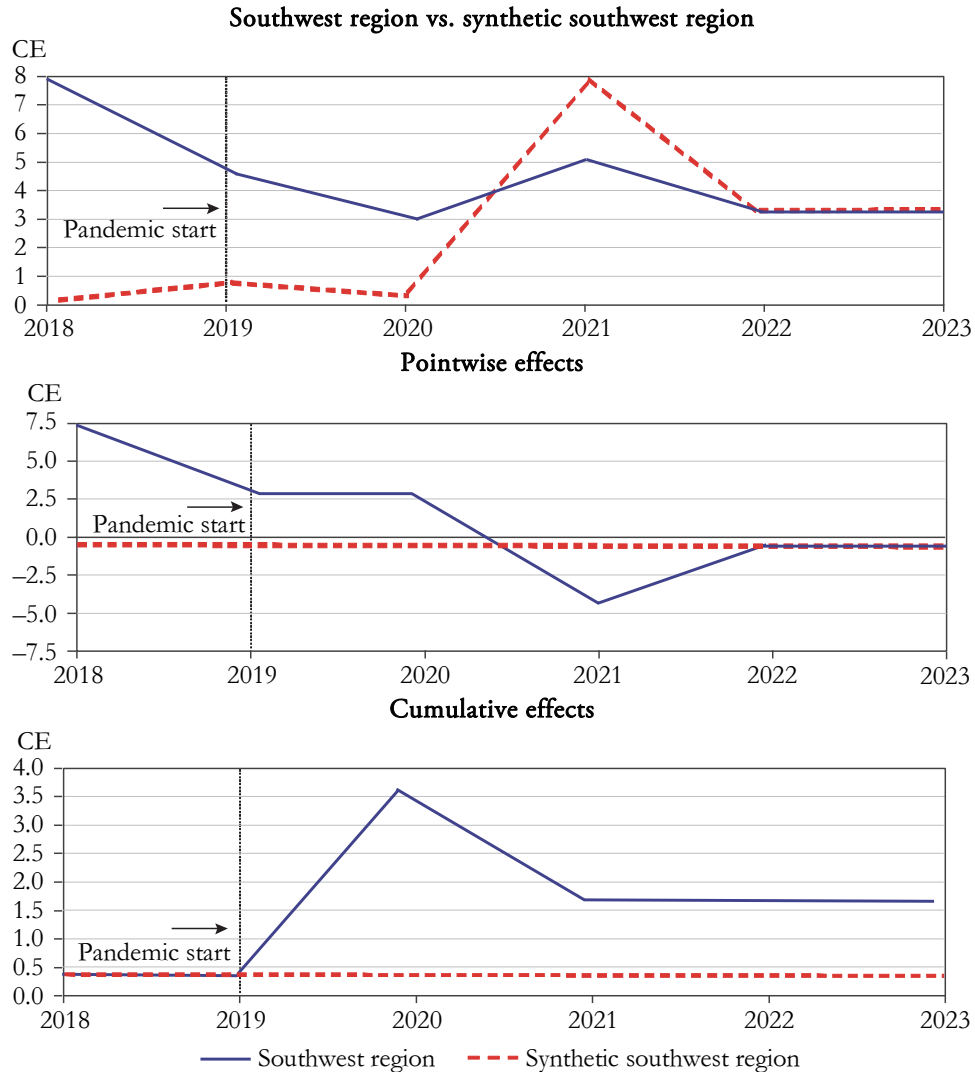 Southwest region vs. synthetic southwest region
CE
8
7
6
5
4
3
2
1
0
Pandemic start
2018 2019 2020 2021 2022 2023
Pointwise effects
CE
7.5
5.0
2.5
0.0
–2.5
–5.0
–7.5
Pandemic start
2018 2019 2020 2021 2022 2023
Cumulative effects
CE
4.0
3.5
3.0
2.5
2.0
1.5
1.0
0.5
0.0
Pandemic start
2018 2019 2020 2021 2022 2023
Southwest region Synthetic southwest region